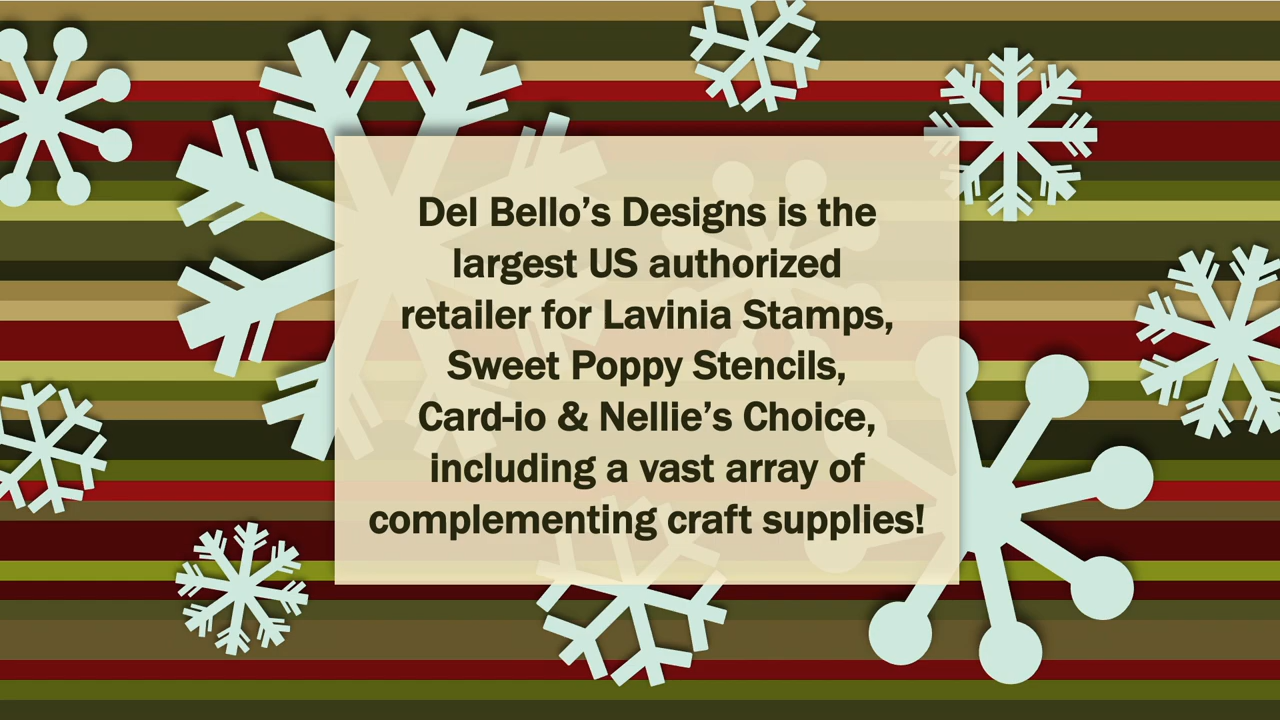 Del Bello’s Designs is the
largest US authorized
retailer for Lavinia Stamps,
Sweet Poppy Stencils,
Card-io & Nellie’s Choice,
including a vast array of
complementing craft supplies!